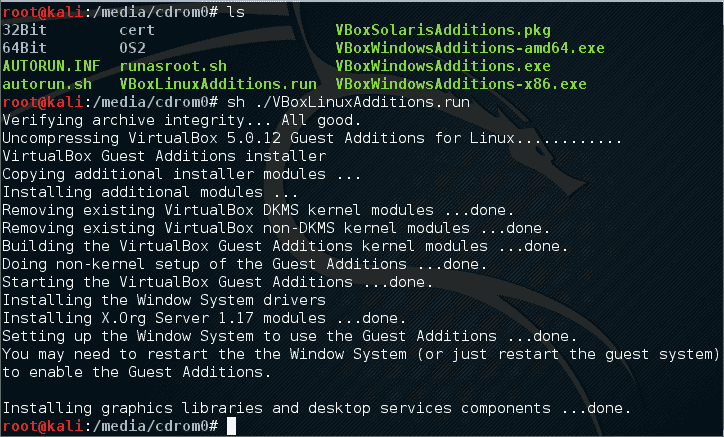 root@kali:/media/cdrom0# ls
32Bit cert VBoxSolarisAdditions.pkg
64Bit OS2 VBoxWindowsAdditions-amd64.exe
AUTORUN.INF runasroot.sh VBoxWindowsAdditions.exe
autorun.sh VBoxLinuxAdditions.run VBoxWindowsAdditions-x86.exe
root@kali:/media/cdrom0# sh ./VBoxLinuxAdditions.run
Verifying archive integrity... All good.
Uncompressing VirtualBox 5.0.12 Guest Additions for Linux............
VirtualBox Guest Additions installer
Copying additional installer modules ...
Installing additional modules ...
Removing existing VirtualBox DKMS kernel modules ...done.
Removing existing VirtualBox non-DKMS kernel modules ...done.
Building the VirtualBox Guest Additions kernel modules ...done.
Doing non-kernel setup of the Guest Additions ...done.
Starting the VirtualBox Guest Additions ...done.
Installing the Window System drivers
Installing X.Org Server 1.17 modules ...done.
Setting up the Window System to use the Guest Additions ...done.
You may need to restart the the Window System (or just restart the guest system)
to enable the Guest Additions.
Installing graphics libraries and desktop services components ...done.
root@kali:/media/cdrom0#